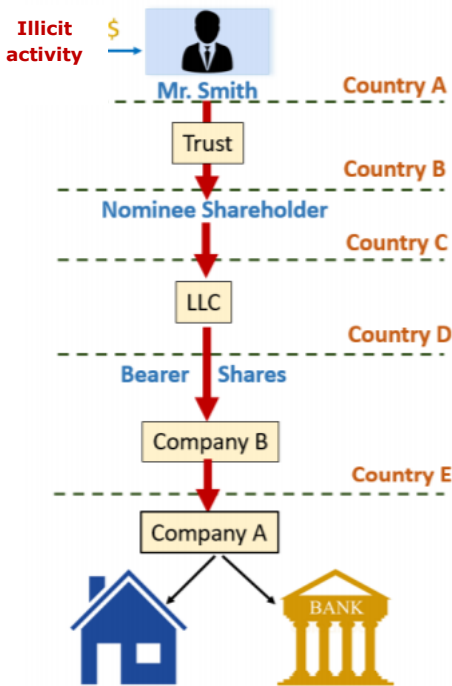 Illicit
activity
$
Mr. Smith
Country A
Trust
Country B
Nominee Shareholder
Country C
LLC
Country D
Bearer Shares
Company B
Country E
Company A
BANK